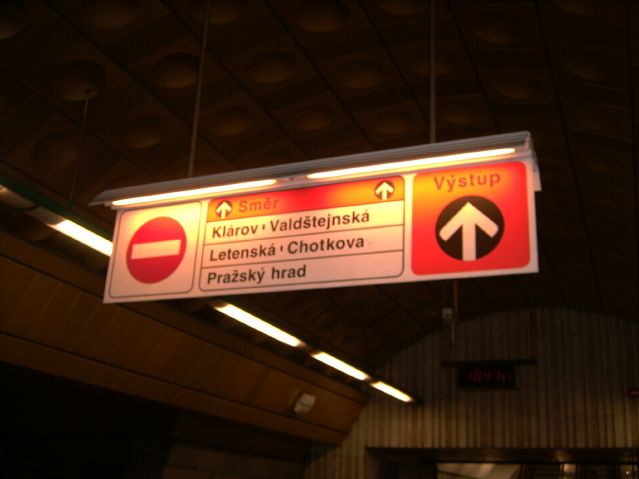 Směr
Výstup
Klárov · Valdštejnská
Letenská · Chotkova
Pražský hrad